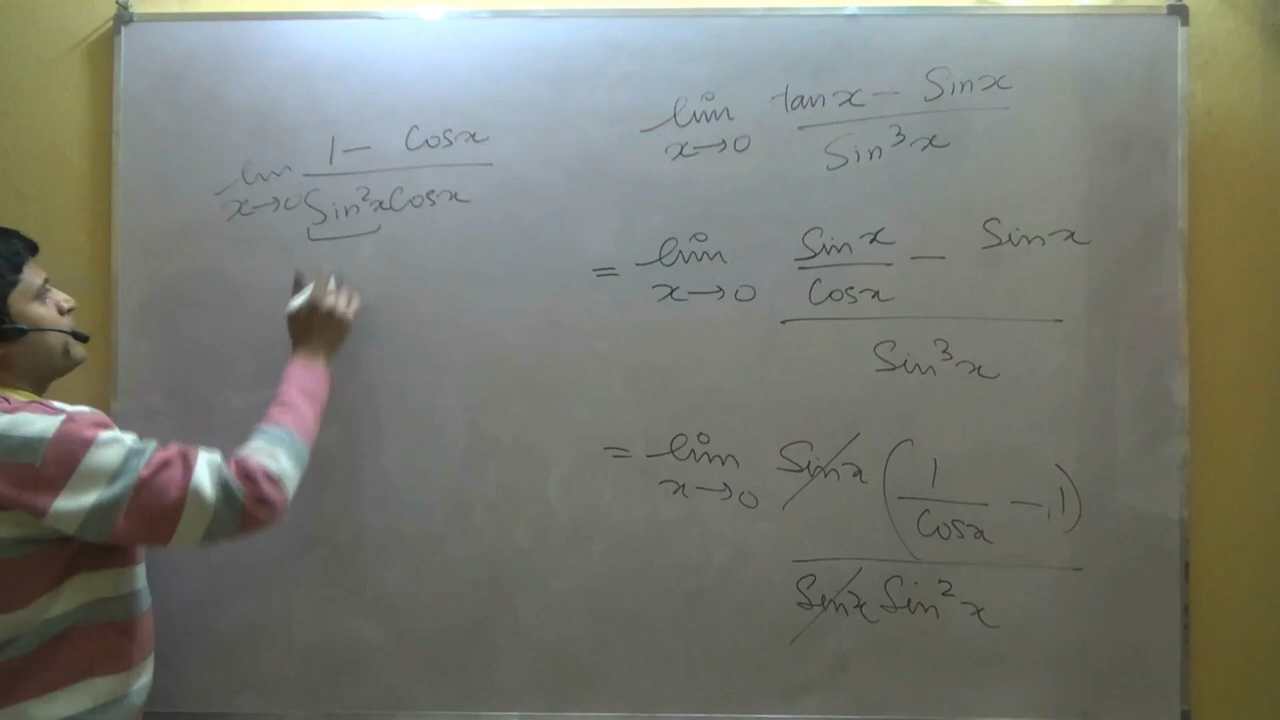 lim tanx - Sinx
x→0 Sin³x
= lim Sinx - Sinx
x→0 Cosx
Sin³x
= lim Sinx ( 1 - 1 )
x→0 Cosx
Sinx Sin²x
lim 1 - Cosx
x→0 Sin²x Cosx